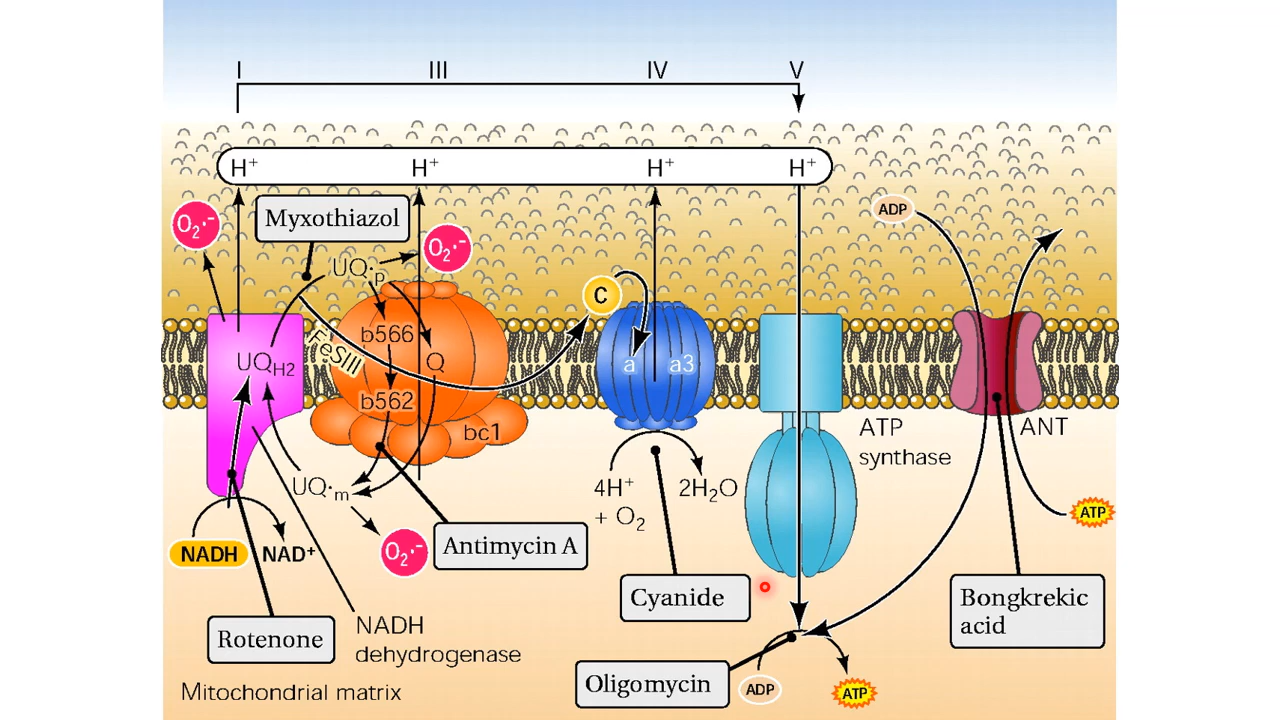 I III IV V
H+ H+ H+ H+
Myxothiazol
ADP
O2·-
O2·-
UQ·p
C
b566
FeSIII
UQH2
Q
a a3
b562
bc1
ATP
synthase
ANT
UQ·m
4H+
+ O2
2H2O
ATP
NADH NAD+
O2·-
Antimycin A
Cyanide
Bongkrekic
acid
Rotenone
NADH
dehydrogenase
Oligomycin
ADP
ATP
Mitochondrial matrix